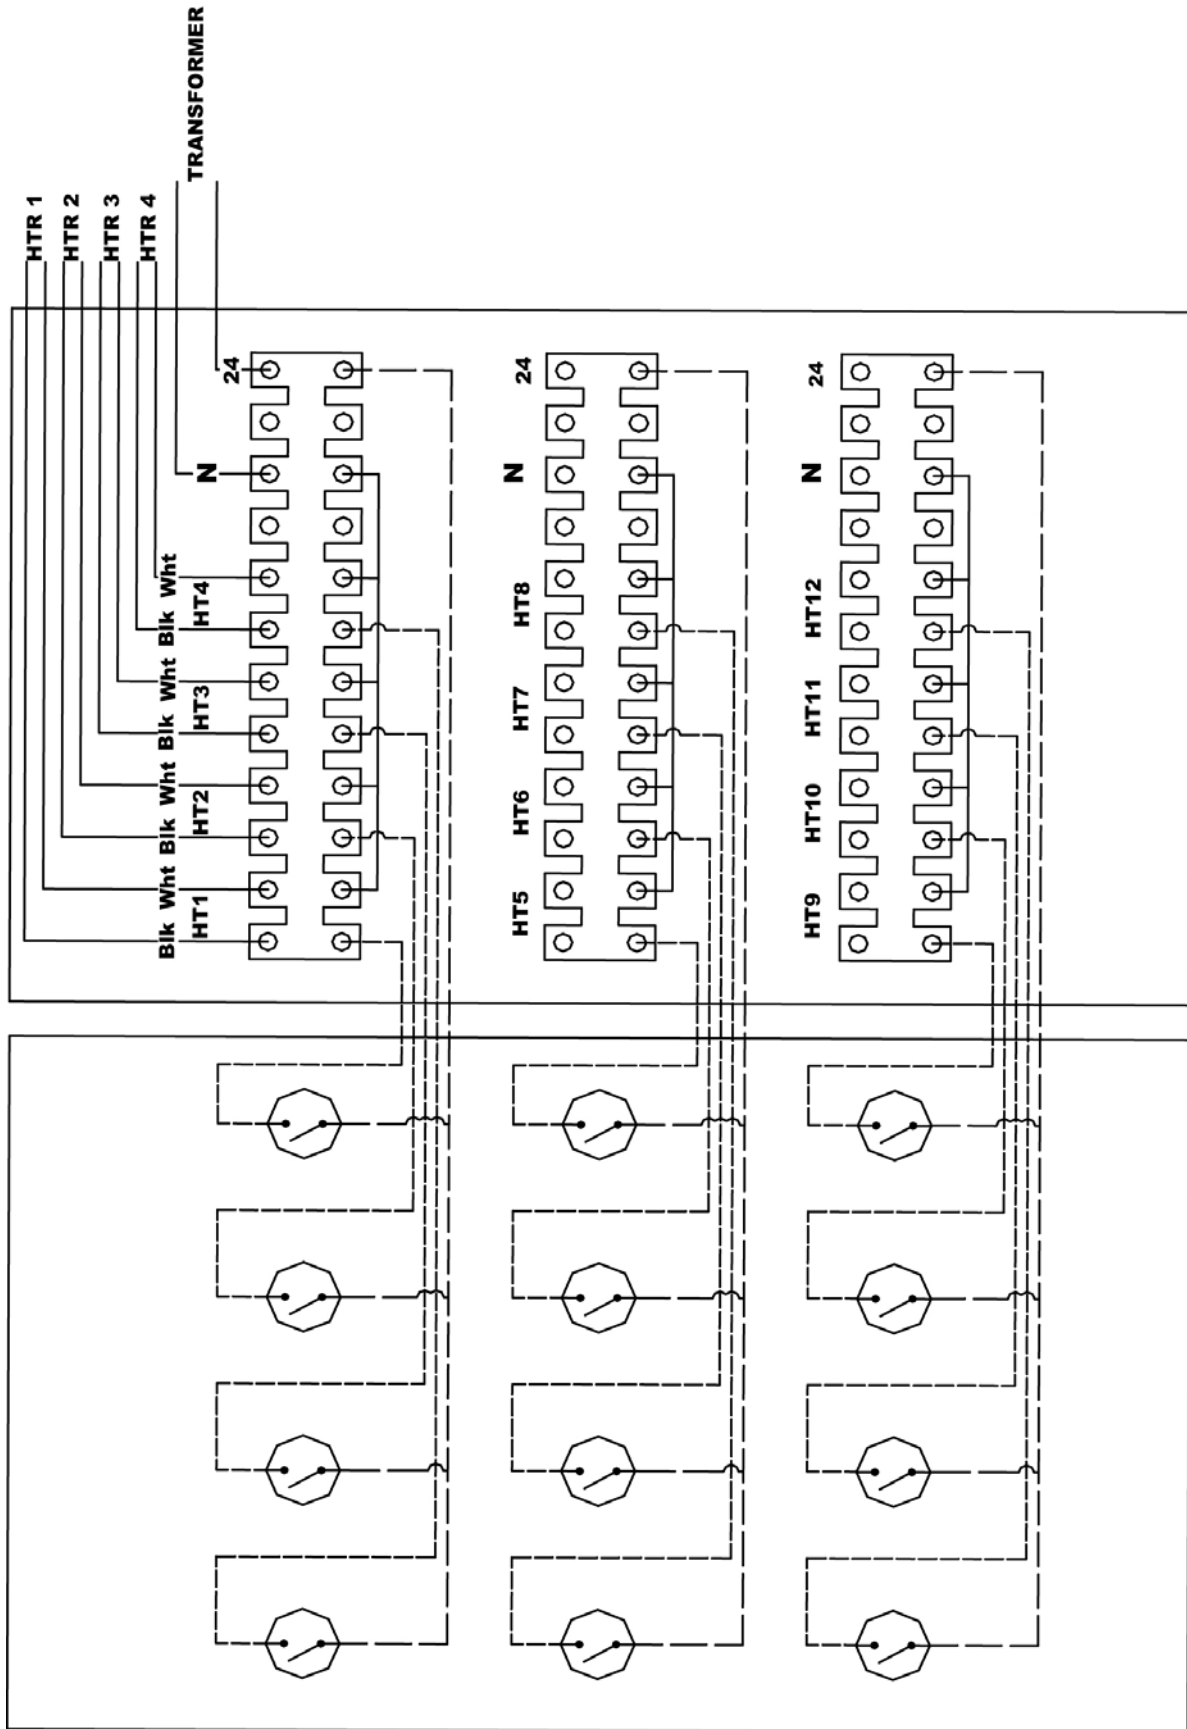 TRANSFORMER
HTR 1
HTR 2
HTR 3
HTR 4
24
N
Blk Wht Blk Wht Blk Wht Blk Wht
HT1 HT2 HT3 HT4
24
N
HT5 HT6 HT7 HT8
24
N
HT9 HT10 HT11 HT12